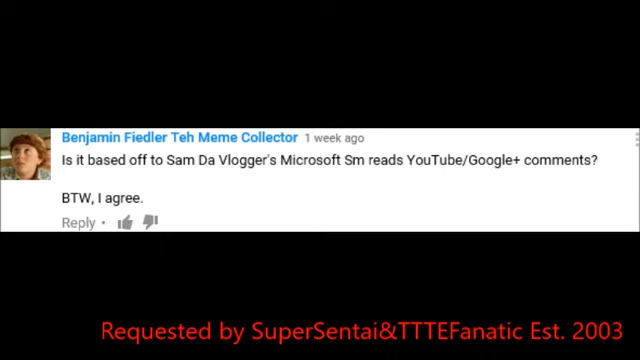 Benjamin Fiedler Teh Meme Collector 1 week ago
Is it based off to Sam Da Vlogger's Microsoft Sm reads YouTube/Google+ comments?
BTW, I agree.
Reply •
Requested by SuperSentai&TTTEFanatic Est. 2003